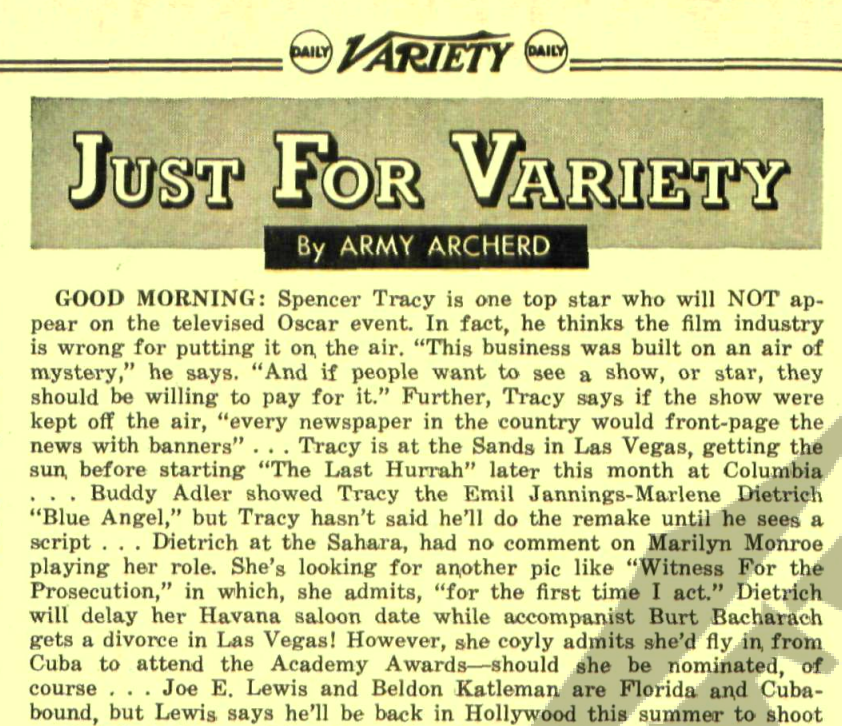 DAILY VARIETY DAILY
JUST FOR VARIETY
By ARMY ARCHERD
GOOD MORNING: Spencer Tracy is one top star who will NOT ap-
pear on the televised Oscar event. In fact, he thinks the film industry
is wrong for putting it on the air. “This business was built on an air of
mystery,” he says. “And if people want to see a show, or star, they
should be willing to pay for it.” Further, Tracy says if the show were
kept off the air, “every newspaper in the country would front-page the
news with banners” . . . Tracy is at the Sands in Las Vegas, getting the
sun before starting “The Last Hurrah” later this month at Columbia
. . . Buddy Adler showed Tracy the Emil Jannings-Marlene Dietrich
“Blue Angel,” but Tracy hasn't said he'll do the remake until he sees a
script . . . Dietrich at the Sahara, had no comment on Marilyn Monroe
playing her role. She's looking for another pic like “Witness For the
Prosecution,” in which, she admits, “for the first time I act.” Dietrich
will delay her Havana saloon date while accompanist Burt Bacharach
gets a divorce in Las Vegas! However, she coyly admits she'd fly in from
Cuba to attend the Academy Awards—should she be nominated, of
course . . . Joe E. Lewis and Beldon Katleman are Florida and Cuba-
bound, but Lewis says he'll be back in Hollywood this summer to shoot